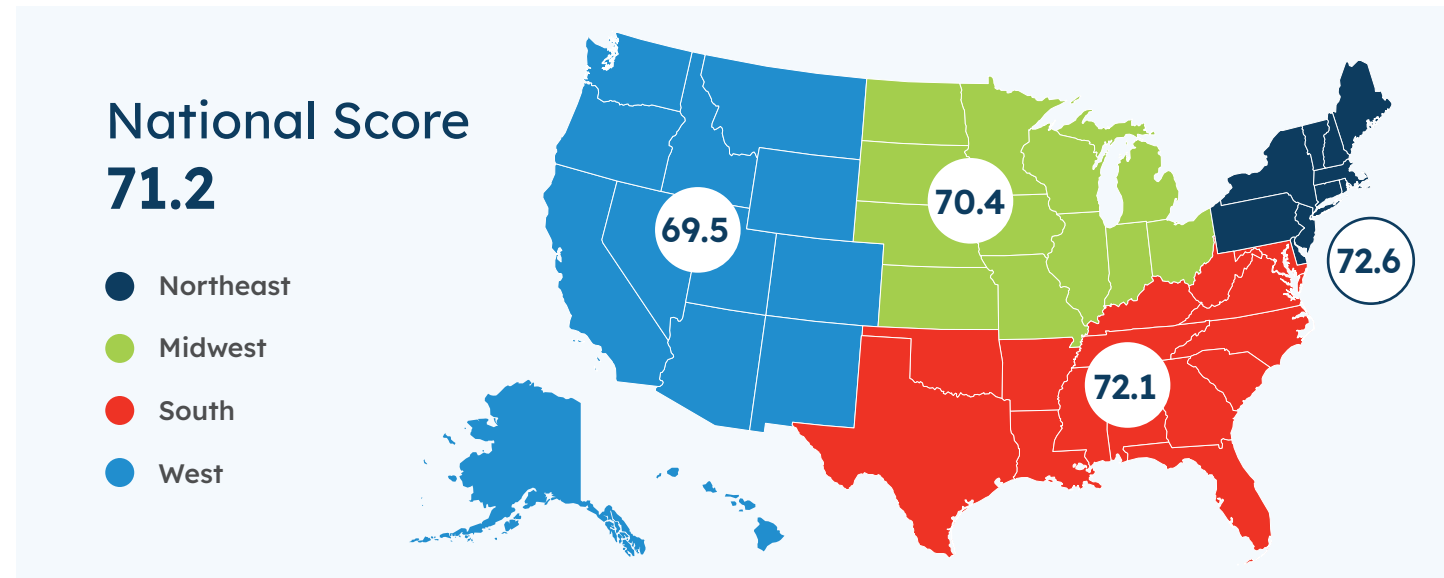 National Score
71.2
Northeast
Midwest
South
West
69.5
70.4
72.6
72.1